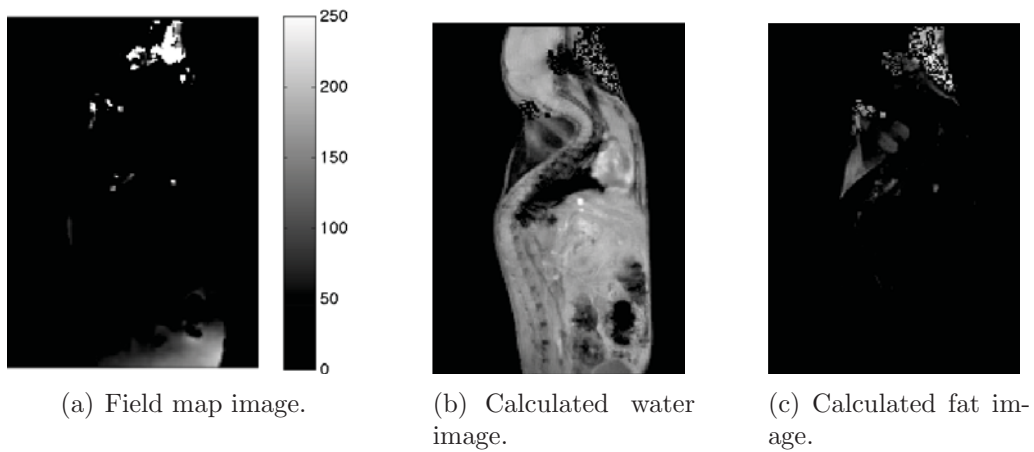 250
200
150
100
50
0
(a) Field map image.
(b) Calculated water
image.
(c) Calculated fat im-
age.